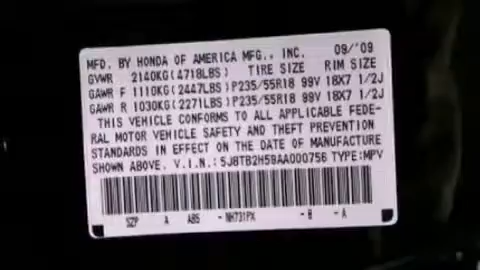 MFD. BY HONDA OF AMERICA MFG., INC. 09/'09
GVWR 2140KG(4718LBS) TIRE SIZE RIM SIZE
GAWR F 1110KG(2447LBS) P235/55R18 99V 18X7 1/2J
GAWR R 1030KG(2271LBS) P235/55R18 99V 18X7 1/2J
THIS VEHICLE CONFORMS TO ALL APPLICABLE FEDE-
RAL MOTOR VEHICLE SAFETY AND THEFT PREVENTION
STANDARDS IN EFFECT ON THE DATE OF MANUFACTURE
SHOWN ABOVE. V.I.N.: 5J8TB2H59AA000756 TYPE:MPV
SZP A ABS - NH731PX - B - A